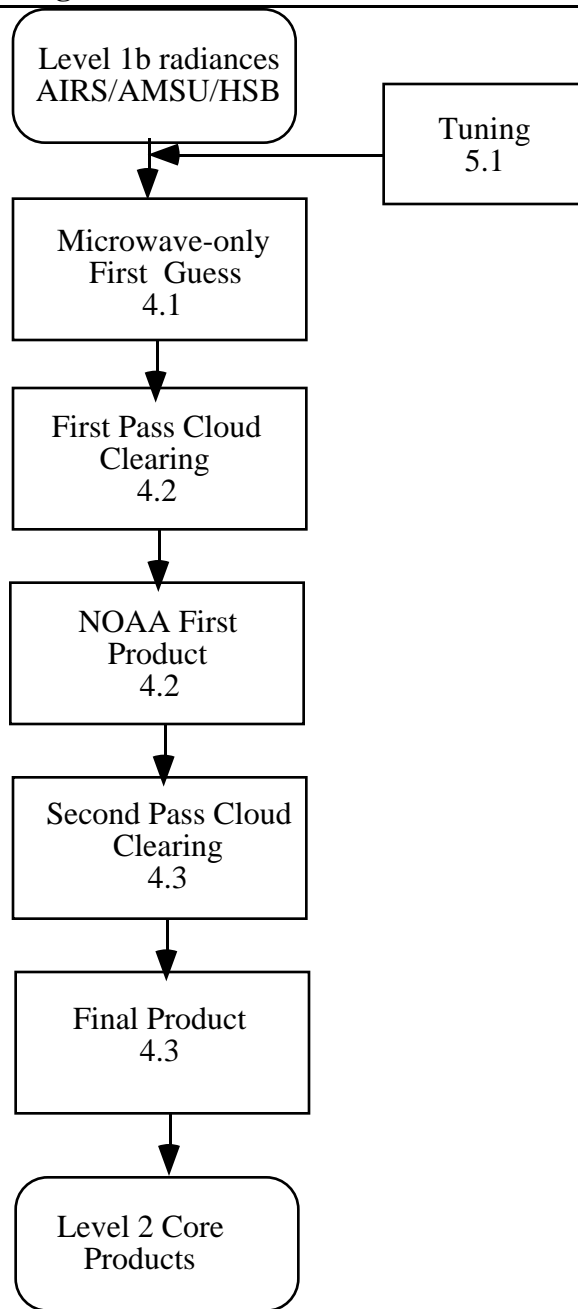 Level 1b radiances
AIRS/AMSU/HSB
Tuning
5.1
Microwave-only
First Guess
4.1
First Pass Cloud
Clearing
4.2
NOAA First
Product
4.2
Second Pass Cloud
Clearing
4.3
Final Product
4.3
Level 2 Core
Products